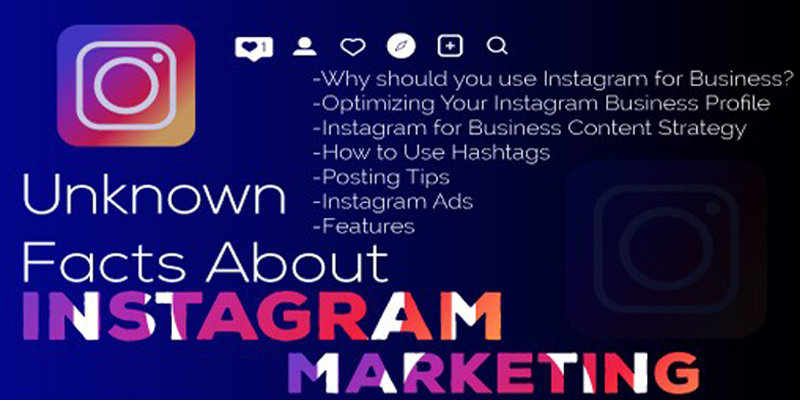 1
-Why should you use Instagram for Business?
-Optimizing Your Instagram Business Profile
-Instagram for Business Content Strategy
-How to Use Hashtags
-Posting Tips
-Instagram Ads
-Features
Unknown
Facts About
INSTAGRAM
MARKETING